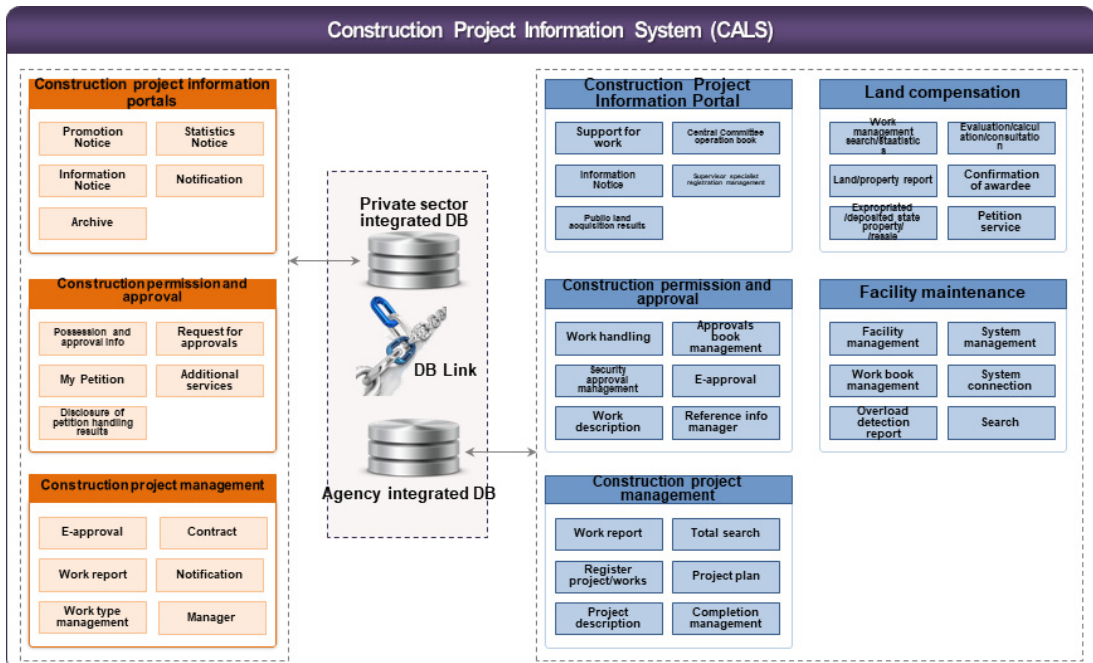 Construction Project Information System (CALS)
Construction project information
portals
Promotion
Notice
Statistics
Notice
Information
Notice
Notification
Archive
Construction permission and
approval
Possession and
approval info
Request for
approvals
My Petition
Additional
services
Disclosure of
petition handling
results
Construction project management
E-approval
Contract
Work report
Notification
Work type
management
Manager
Private sector
integrated DB
DB Link
Agency integrated DB
Construction Project
Information Portal
Support for
work
Central Committee
operation book
Information
Notice
Supervisor specialist
registration management
Public land
acquisition results
Construction permission and
approval
Work handling
Approvals
book
management
Security
approval
management
E-approval
Work
description
Reference info
manager
Construction project
management
Work report
Total search
Register
project/works
Project plan
Project
description
Completion
management
Land compensation
Work
management
search/staatistic
s
Evaluation/calcul
ation/consultatio
n
Land/property report
Confirmation
of awardee
Expropriated
/deposited state
property/
/resale
Petition
service
Facility maintenance
Facility
management
System
management
Work book
management
System
connection
Overload
detection
report
Search